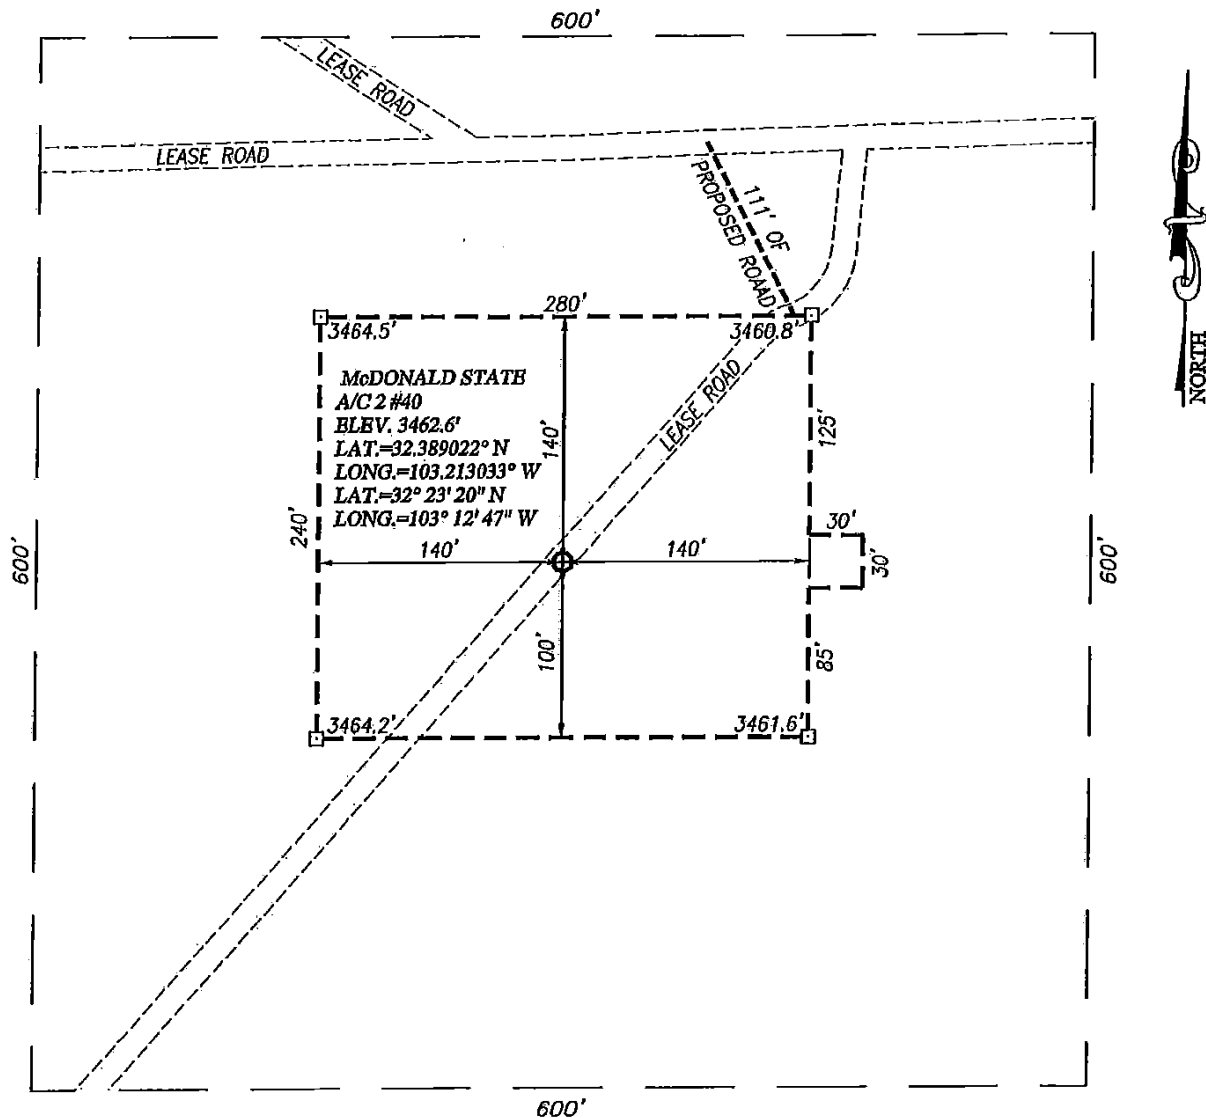 600'
LEASE ROAD
LEASE ROAD
111' OF
PROPOSED ROAAD
NORTH
280'
3464.5'
3460.8'
McDONALD STATE
A/C 2 #40
ELEV. 3462.6'
LAT.=32.389022° N
LONG.=103.213033° W
LAT.=32° 23' 20" N
LONG.=103° 12' 47" W
140'
LEASE ROAD
125'
240'
140'
140'
30'
30'
600'
600'
100'
85'
3464.2'
3461.6'
600'